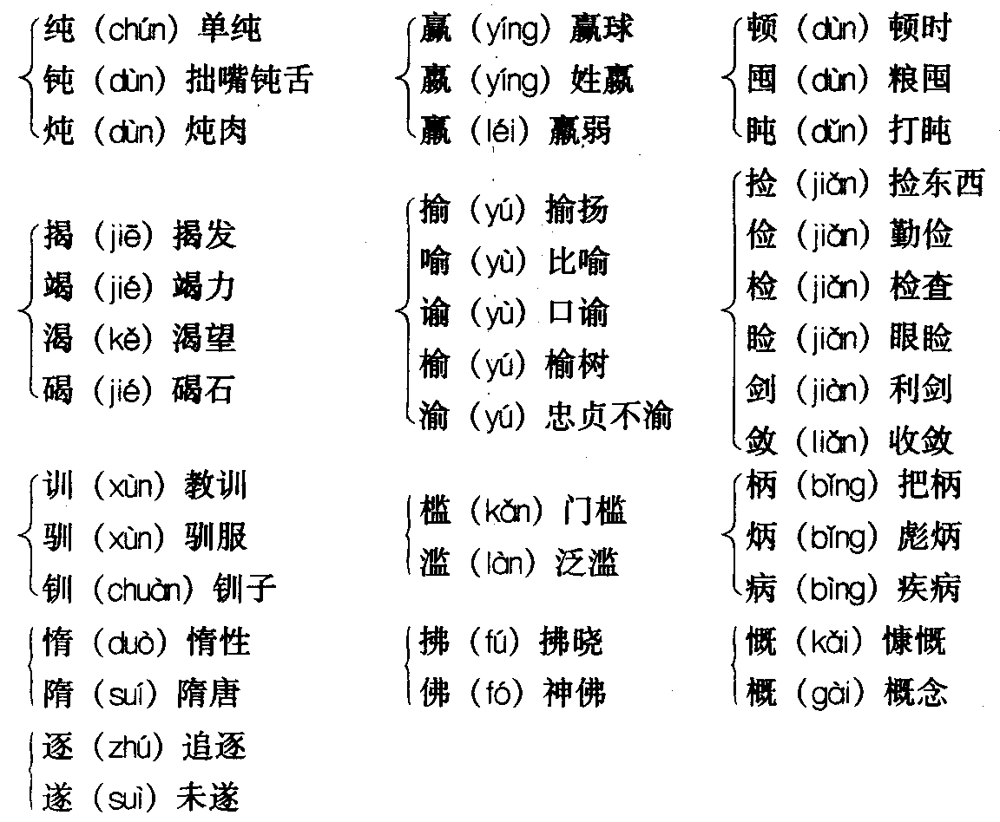 纯（chún）单纯
钝（dùn）拙嘴钝舌
炖（dùn）炖肉
赢（yíng）赢球
嬴（yíng）姓嬴
羸（léi）羸弱
顿（dùn）顿时
囤（dùn）粮囤
盹（dǔn）打盹
揭（jiē）揭发
竭（jié）竭力
渴（kě）渴望
碣（jié）碣石
揄（yú）揄扬
喻（yù）比喻
谕（yù）口谕
榆（yú）榆树
渝（yú）忠贞不渝
捡（jiǎn）捡东西
俭（jiǎn）勤俭
检（jiǎn）检查
睑（jiǎn）眼睑
剑（jiàn）利剑
敛（liǎn）收敛
训（xùn）教训
驯（xùn）驯服
钏（chuàn）钏子
槛（kǎn）门槛
滥（làn）泛滥
柄（bǐng）把柄
炳（bǐng）彪炳
病（bìng）疾病
惰（duò）惰性
隋（suí）隋唐
拂（fú）拂晓
佛（fó）神佛
慨（kǎi）慷慨
概（gài）概念
逐（zhú）追逐
遂（suì）未遂